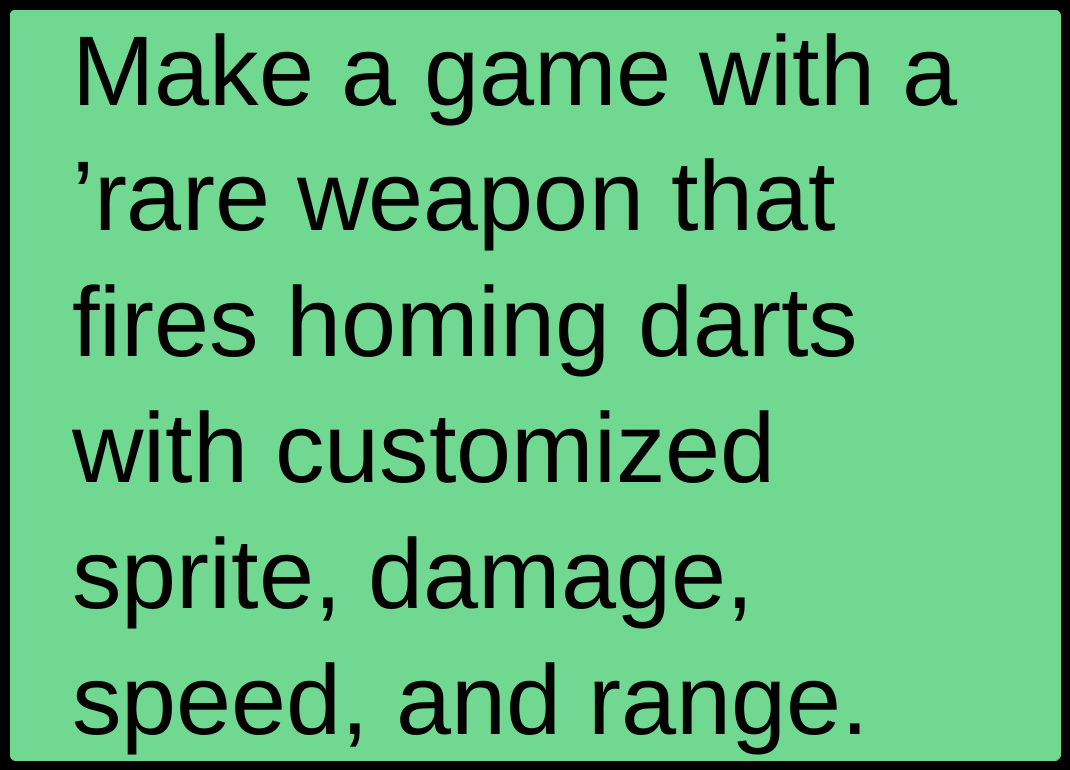 Make a game with a
’rare weapon that
fires homing darts
with customized
sprite, damage,
speed, and range.